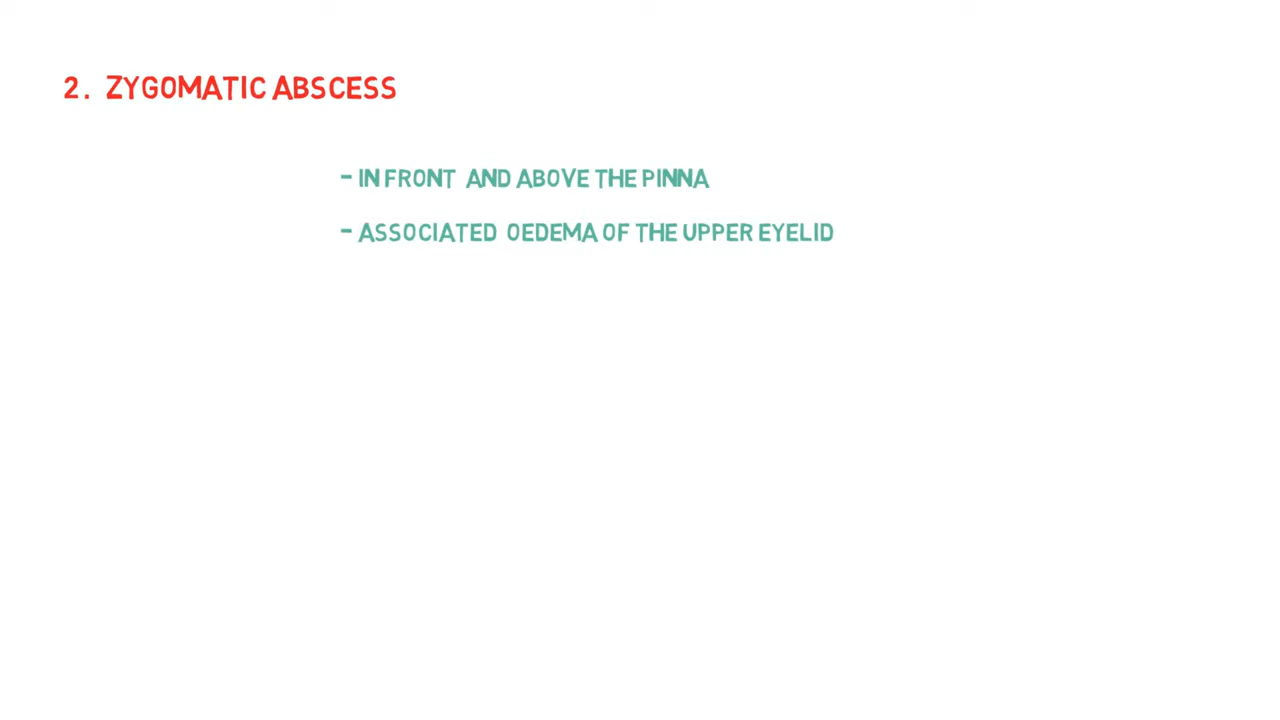 2. ZYGOMATIC ABSCESS
- IN FRONT AND ABOVE THE PINNA
- ASSOCIATED OEDEMA OF THE UPPER EYELID